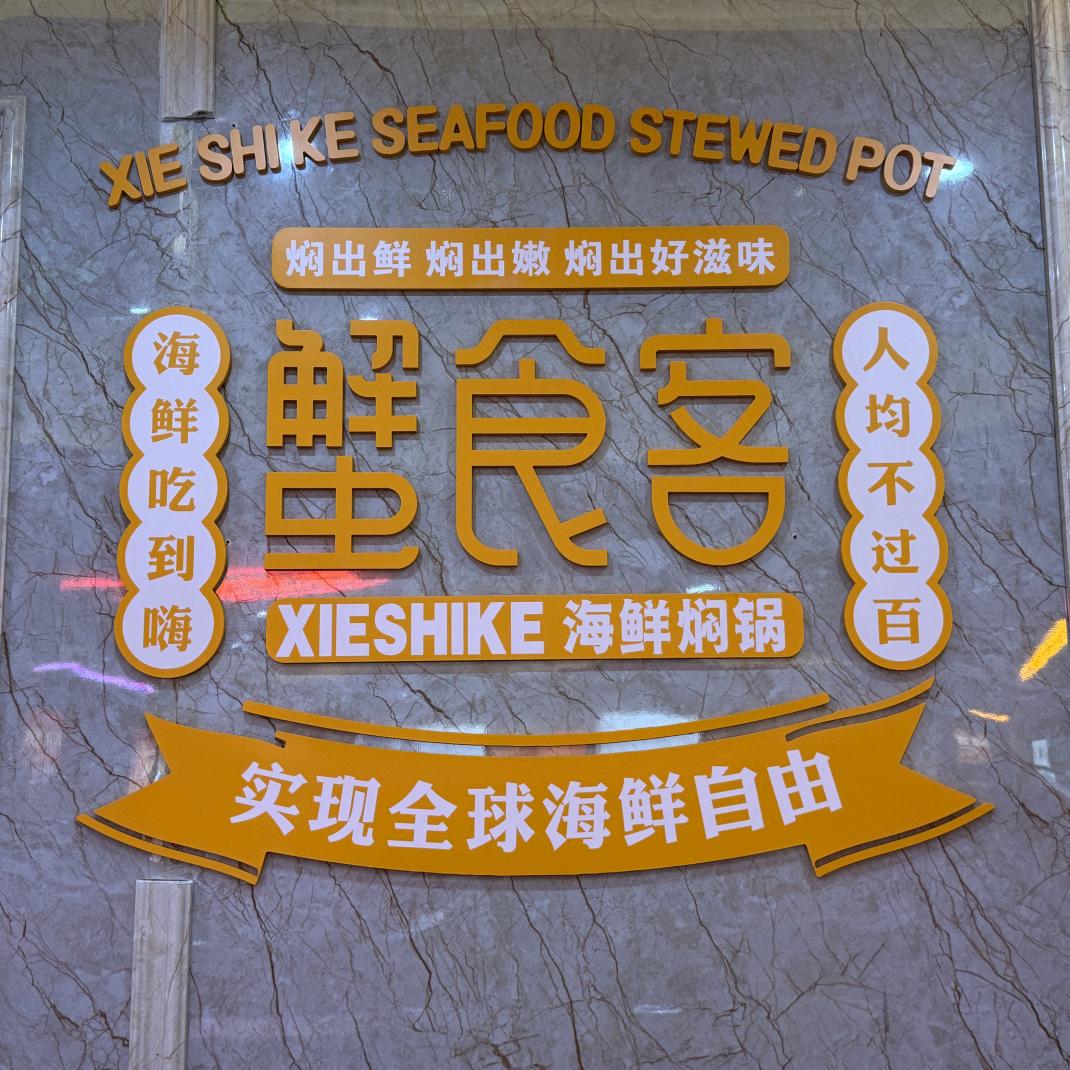 XIE SHI KE SEAFOOD STEWED POT
焖出鲜 焖出嫩 焖出好滋味
海鲜吃到嗨
蟹食客
人均不过百
XIESHIKE 海鲜焖锅
实现全球海鲜自由